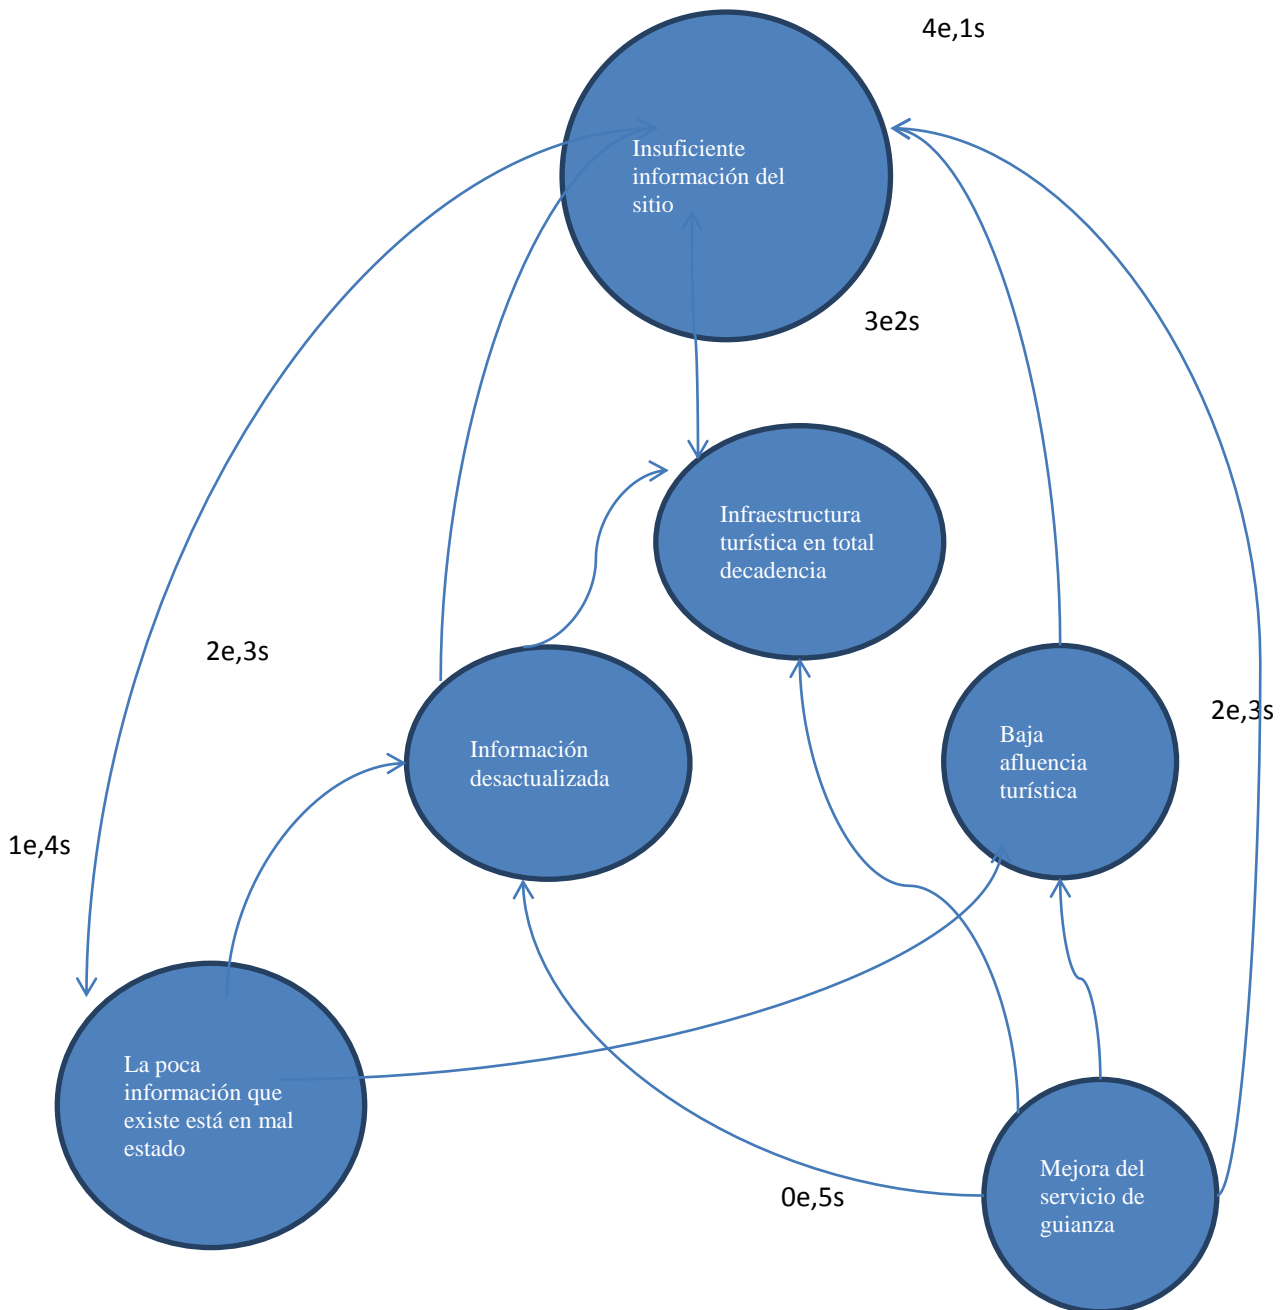 4e,1s
Insuficiente
información del
sitio
3e2s
Infraestructura
turística en total
decadencia
2e,3s
2e,3s
Información
desactualizada
Baja
afluencia
turística
1e,4s
La poca
información que
existe está en mal
estado
0e,5s
Mejora del
servicio de
guianza